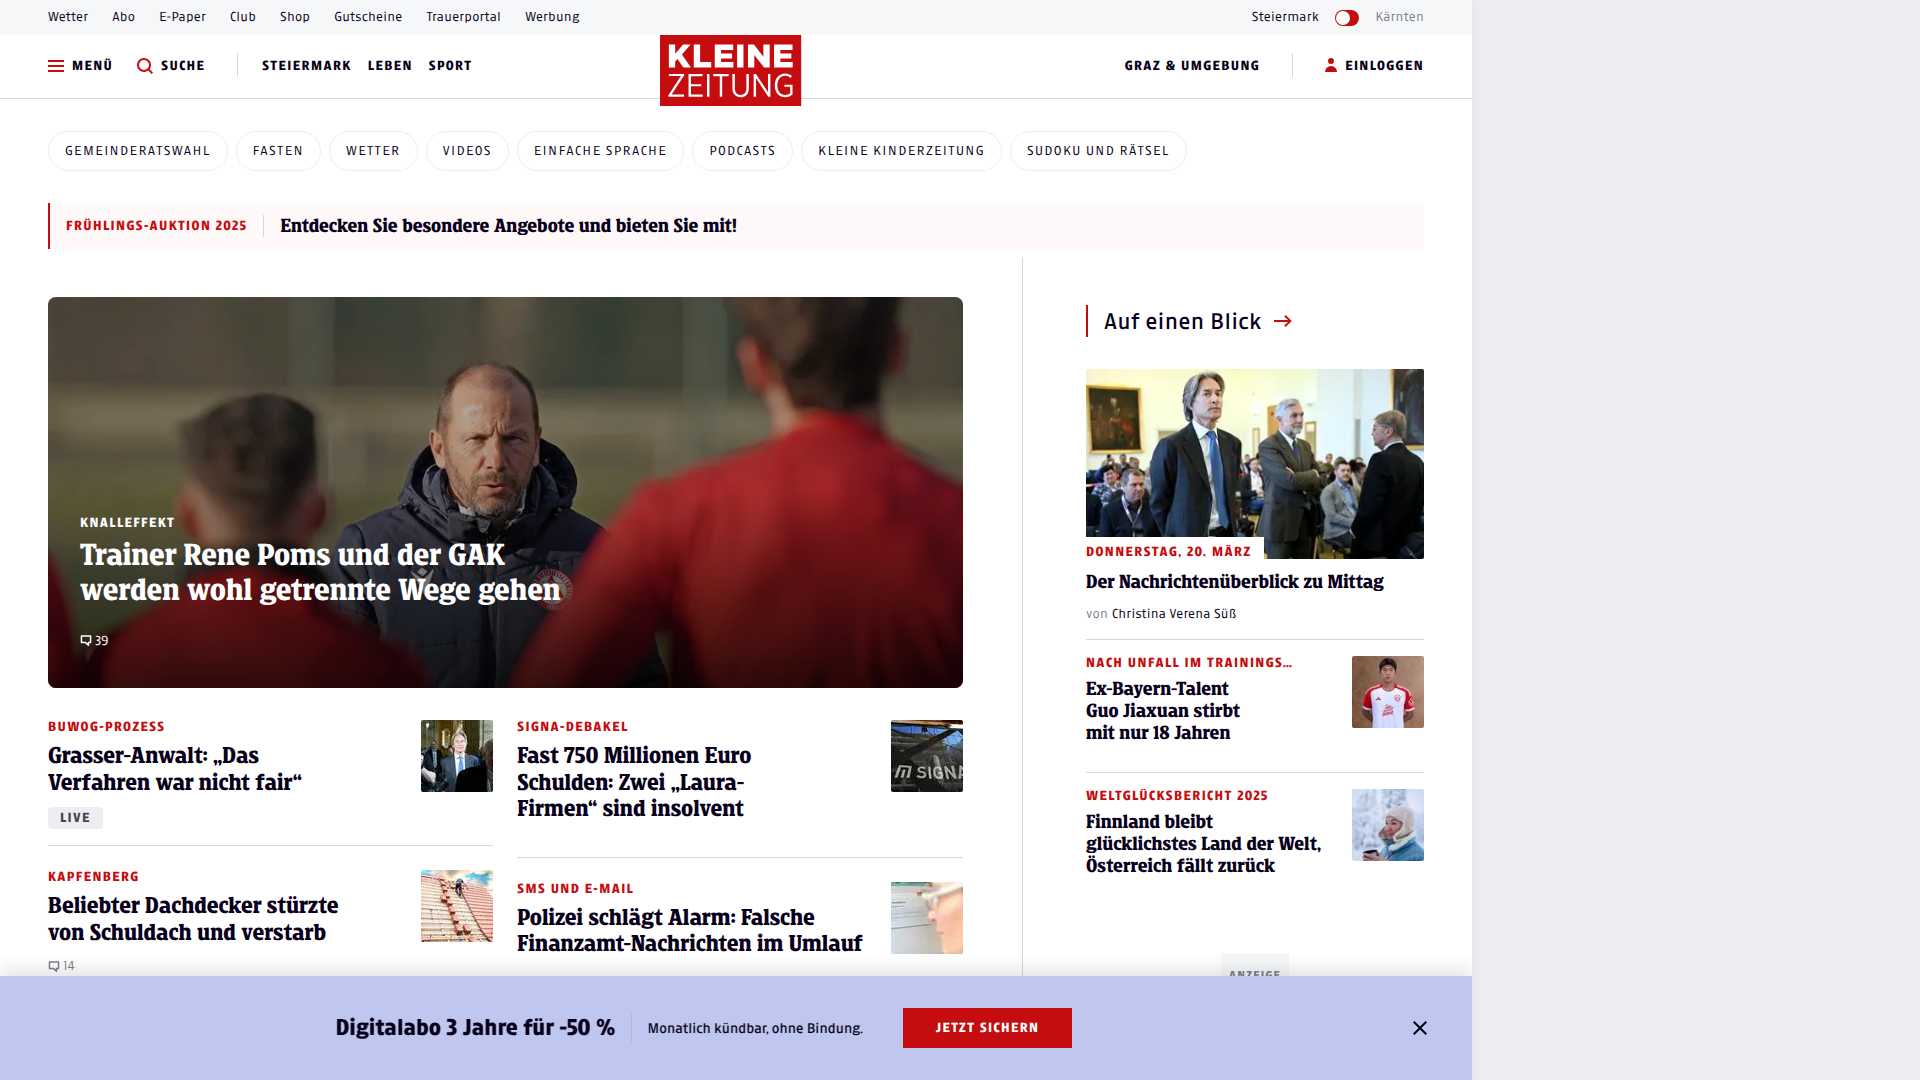 Wetter Abo E-Paper Club Shop Gutscheine Trauerportal Werbung Steiermark Kärnten
MENÜ SUCHE STEIERMARK LEBEN SPORT KLEINE ZEITUNG GRAZ & UMGEBUNG EINLOGGEN
GEMEINDERATSWAHL FASTEN WETTER VIDEOS EINFACHE SPRACHE PODCASTS KLEINE KINDERZEITUNG SUDOKU UND RÄTSEL
FRÜHLINGS-AUKTION 2025 Entdecken Sie besondere Angebote und bieten Sie mit!
KNALLEFFEKT
Trainer Rene Poms und der GAK
werden wohl getrennte Wege gehen
39
BUWOG-PROZESS
Grasser-Anwalt: „Das
Verfahren war nicht fair“
LIVE
KAPFENBERG
Beliebter Dachdecker stürzte
von Schuldach und verstarb
14
SIGNA-DEBAKEL
Fast 750 Millionen Euro
Schulden: Zwei „Laura-
Firmen“ sind insolvent
SIGNA
SMS UND E-MAIL
Polizei schlägt Alarm: Falsche
Finanzamt-Nachrichten im Umlauf
Auf einen Blick
DONNERSTAG, 20. MÄRZ
Der Nachrichtenüberblick zu Mittag
von Christina Verena Süß
NACH UNFALL IM TRAININGS...
Ex-Bayern-Talent
Guo Jiaxuan stirbt
mit nur 18 Jahren
WELTGLÜCKSBERICHT 2025
Finnland bleibt
glücklichstes Land der Welt,
Österreich fällt zurück
ANZEIGE
Digitalabo 3 Jahre für -50 % Monatlich kündbar, ohne Bindung. JETZT SICHERN